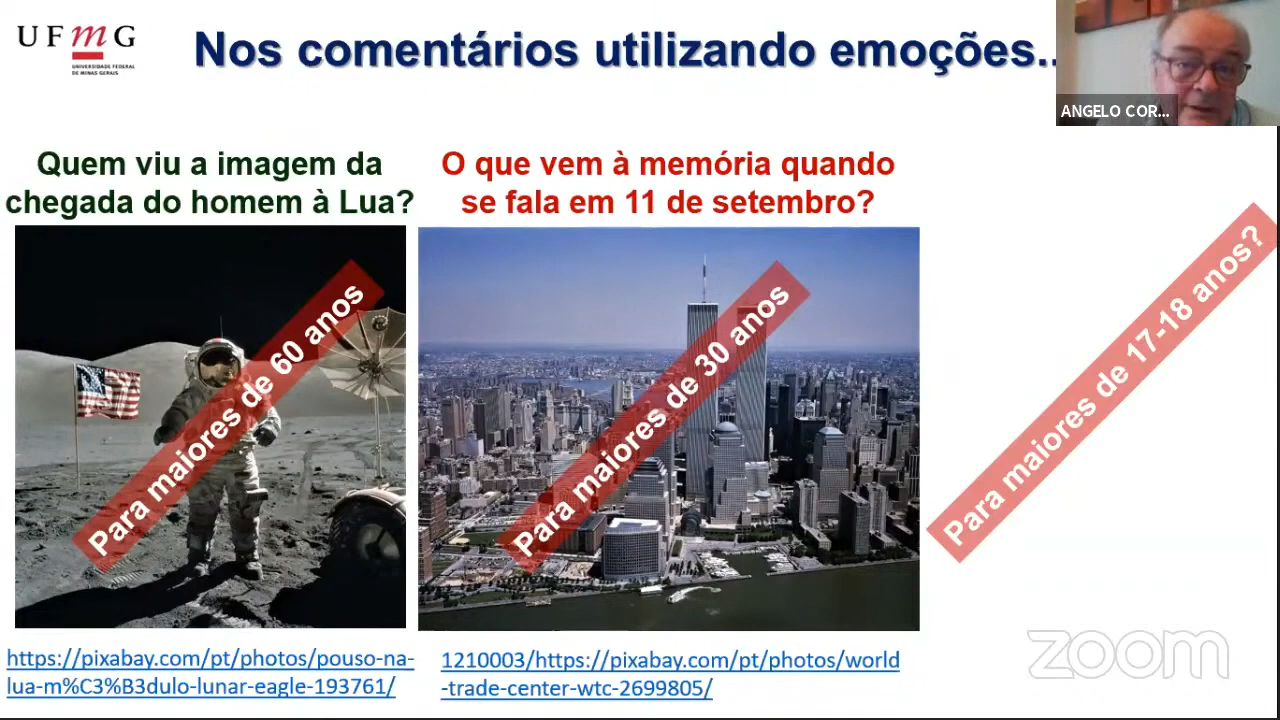 UFMG
UNIVERSIDADE FEDERAL
DE MINAS GERAIS
Nos comentários utilizando emoções..
ANGELO COR...
Quem viu a imagem da
chegada do homem à Lua?
O que vem à memória quando
se fala em 11 de setembro?
Para maiores de 60 anos
Para maiores de 30 anos
Para maiores de 17-18 anos?
https://pixabay.com/pt/photos/pouso-na-
lua-m%C3%B3dulo-lunar-eagle-193761/
1210003/https://pixabay.com/pt/photos/world
-trade-center-wtc-2699805/
zoom